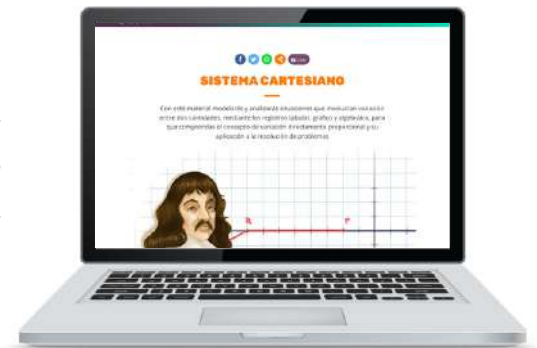 SISTEMA CARTESIANO
Con este material modelarás y analizarás situaciones que involucran variación
entre dos cantidades, mediante los registros tabular, gráfico y algebraico, para
que comprendas el concepto de variación directamente proporcional y su
aplicación a la resolución de problemas
R
P